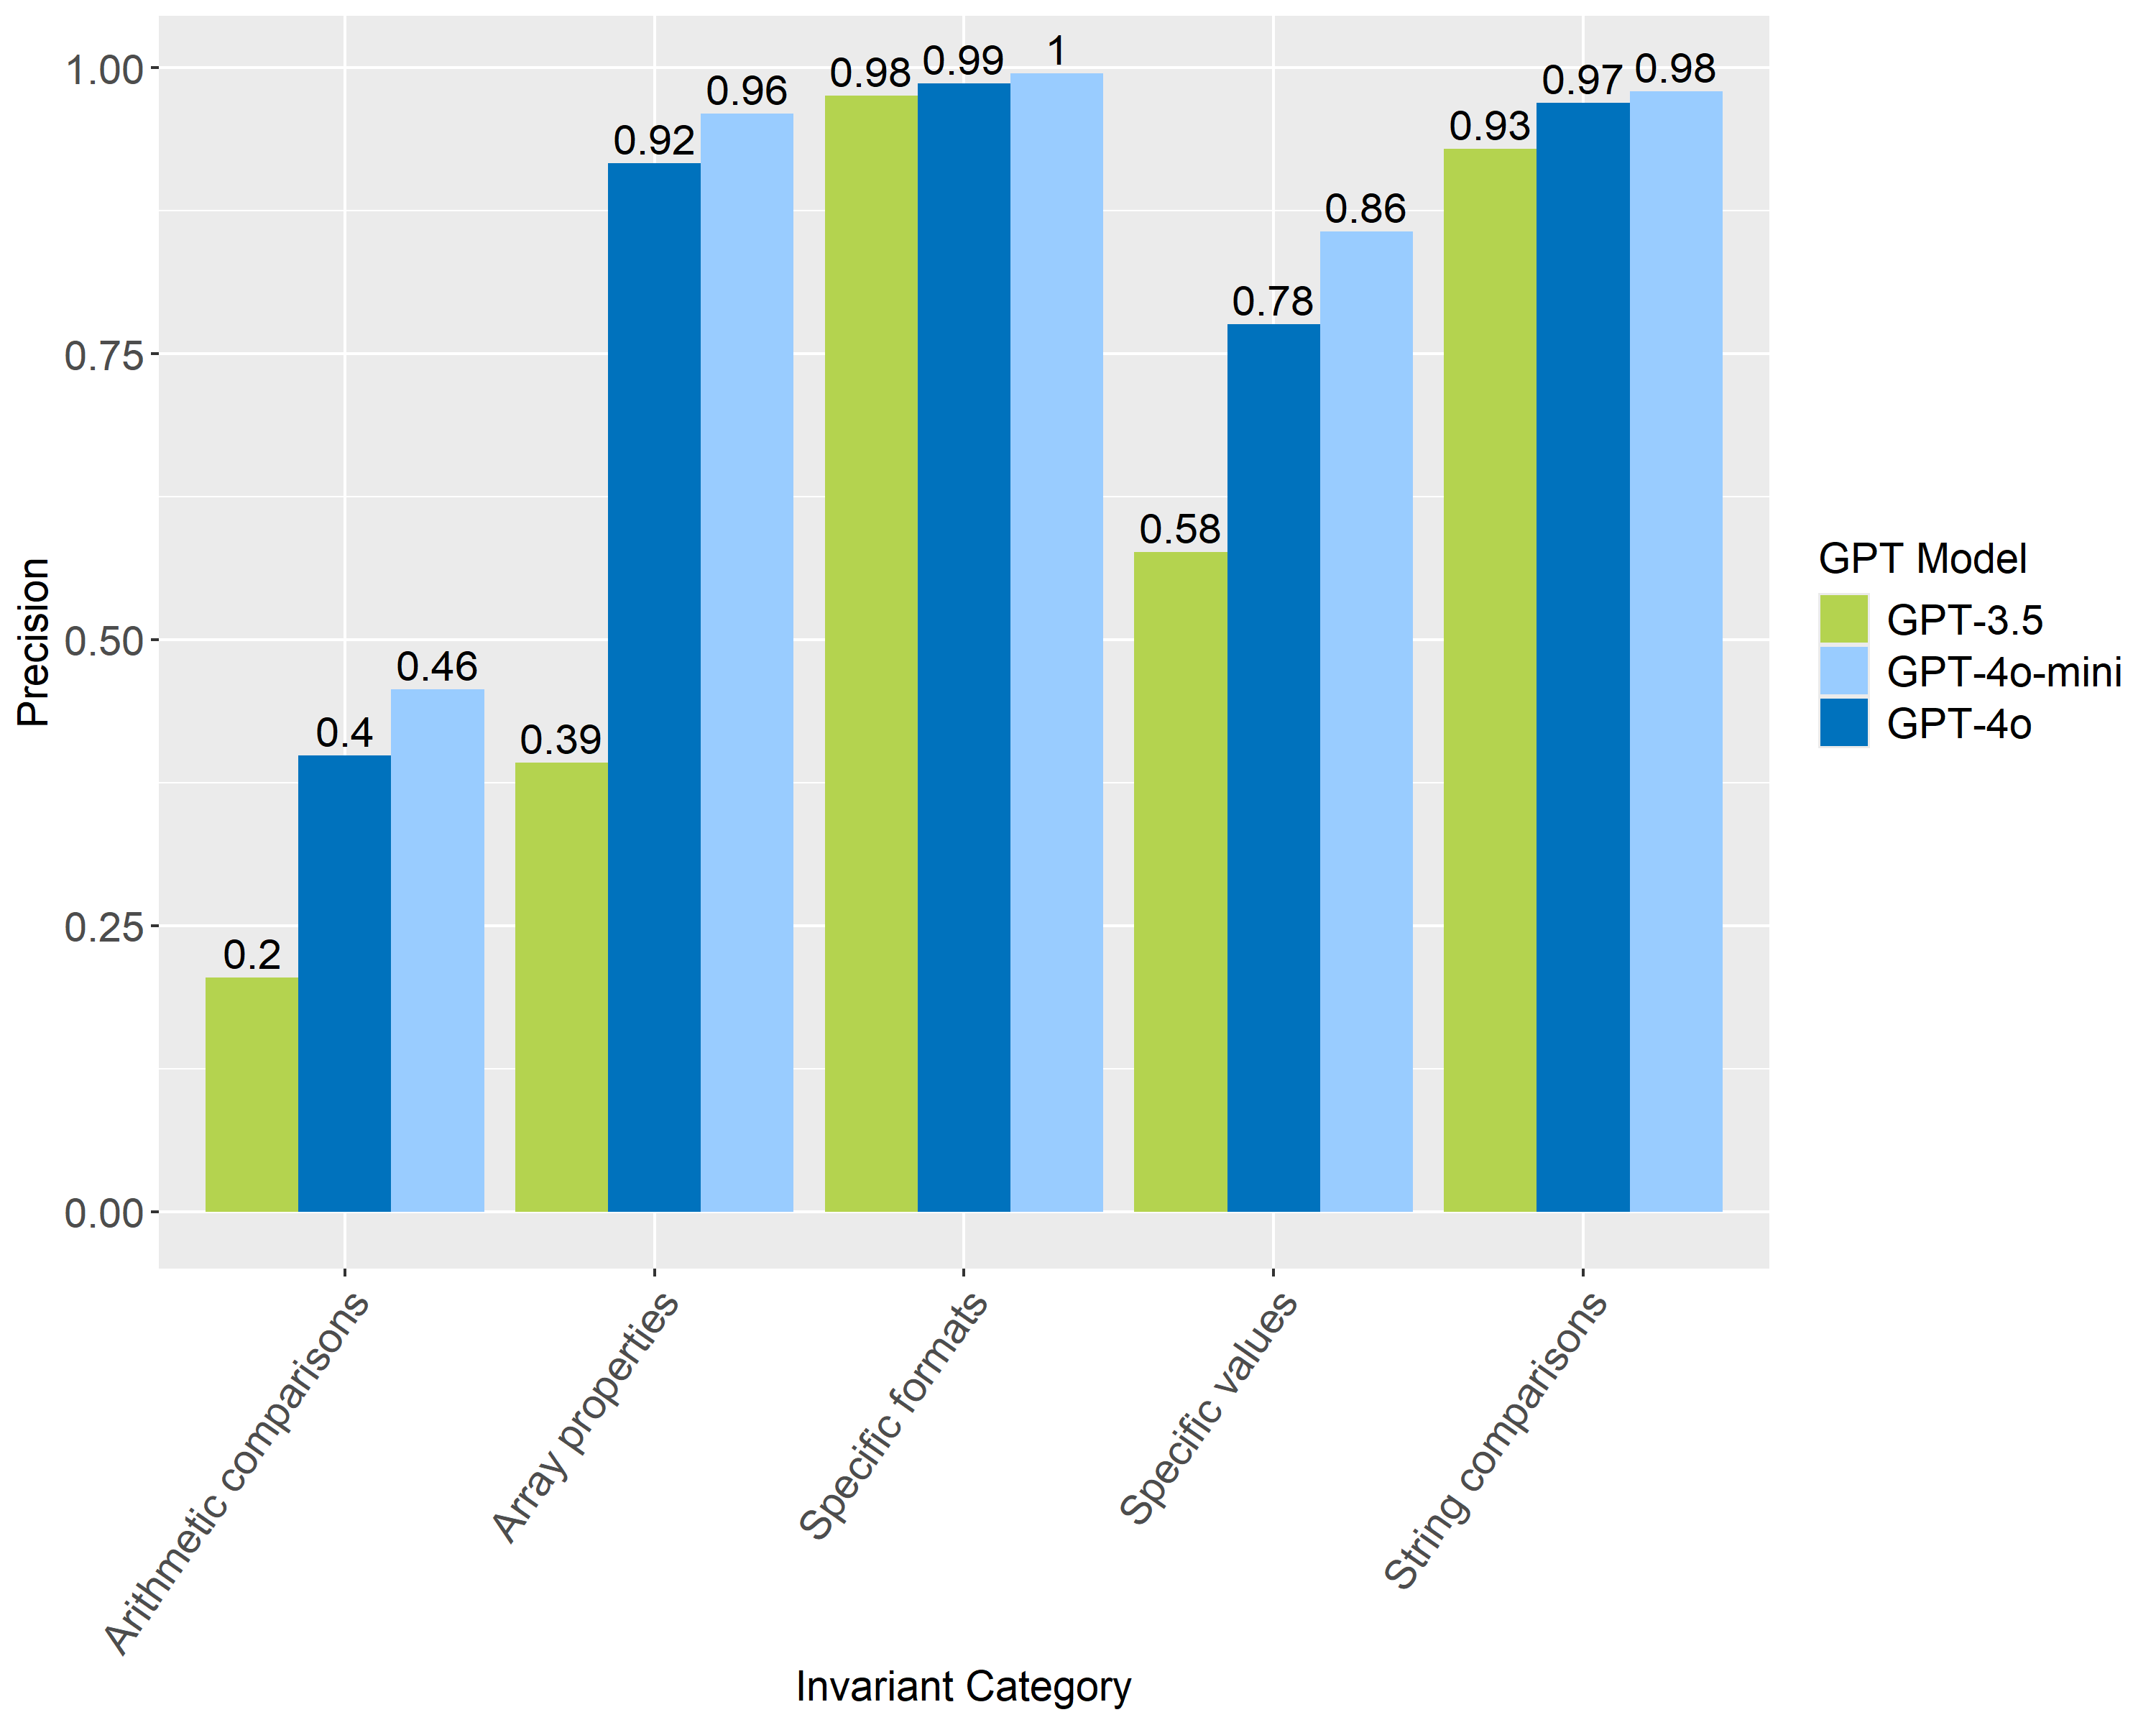 1
0.98
0.99
0.97
0.98
0.96
0.93
0.92
0.86
0.78
0.58
0.46
0.4
0.39
0.2
1.00
0.75
0.50
0.25
0.00
Precision
Arithmetic comparisons
Array properties
Specific formats
Specific values
String comparisons
Invariant Category
GPT Model
GPT-3.5
GPT-4o-mini
GPT-4o